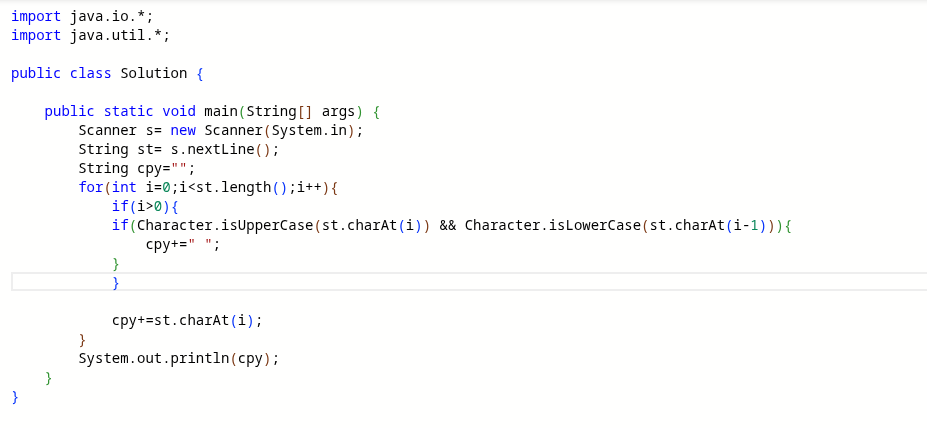 import java.io.*;
import java.util.*;

public class Solution {

    public static void main(String[] args) {
        Scanner s= new Scanner(System.in);
        String st= s.nextLine();
        String cpy="";
        for(int i=0;i<st.length();i++){
            if(i>0){
            if(Character.isUpperCase(st.charAt(i)) && Character.isLowerCase(st.charAt(i-1))){
                cpy+=" ";
            }
            }

            cpy+=st.charAt(i);
        }
        System.out.println(cpy);
    }
}